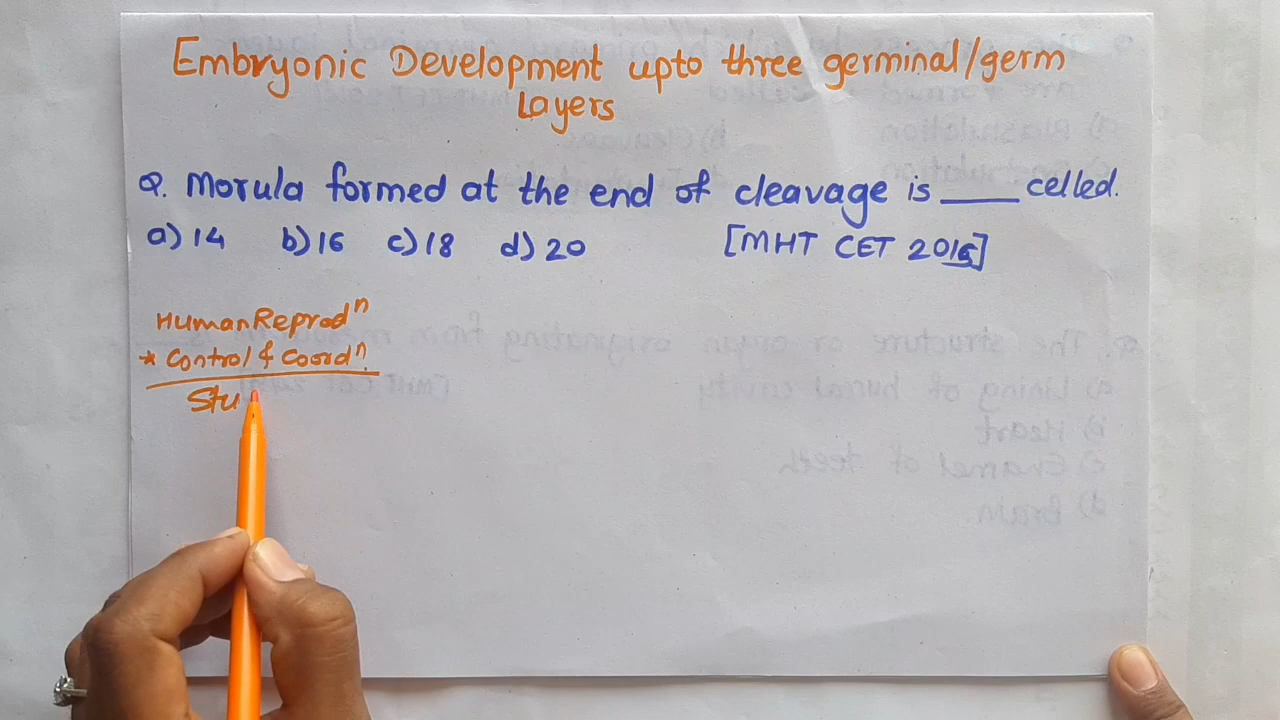 Embryonic Development upto three germinal/germ
Layers
Q. Morula formed at the end of cleavage is ____ celled.
a) 14 b) 16 c) 18 d) 20 [MHT CET 2016]
Human Reprodⁿ
* Control & Coordⁿ.
Stu